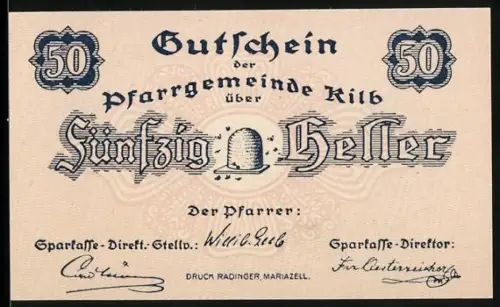 50 Gutschein 50
der
Pfarrgemeinde Kilb
über
Fünfzig Heller
Der Pfarrer:
Sparkasse-Direkt.-Stellv.: Sparkasse-Direktor:
DRUCK RADINGER, MARIAZELL.